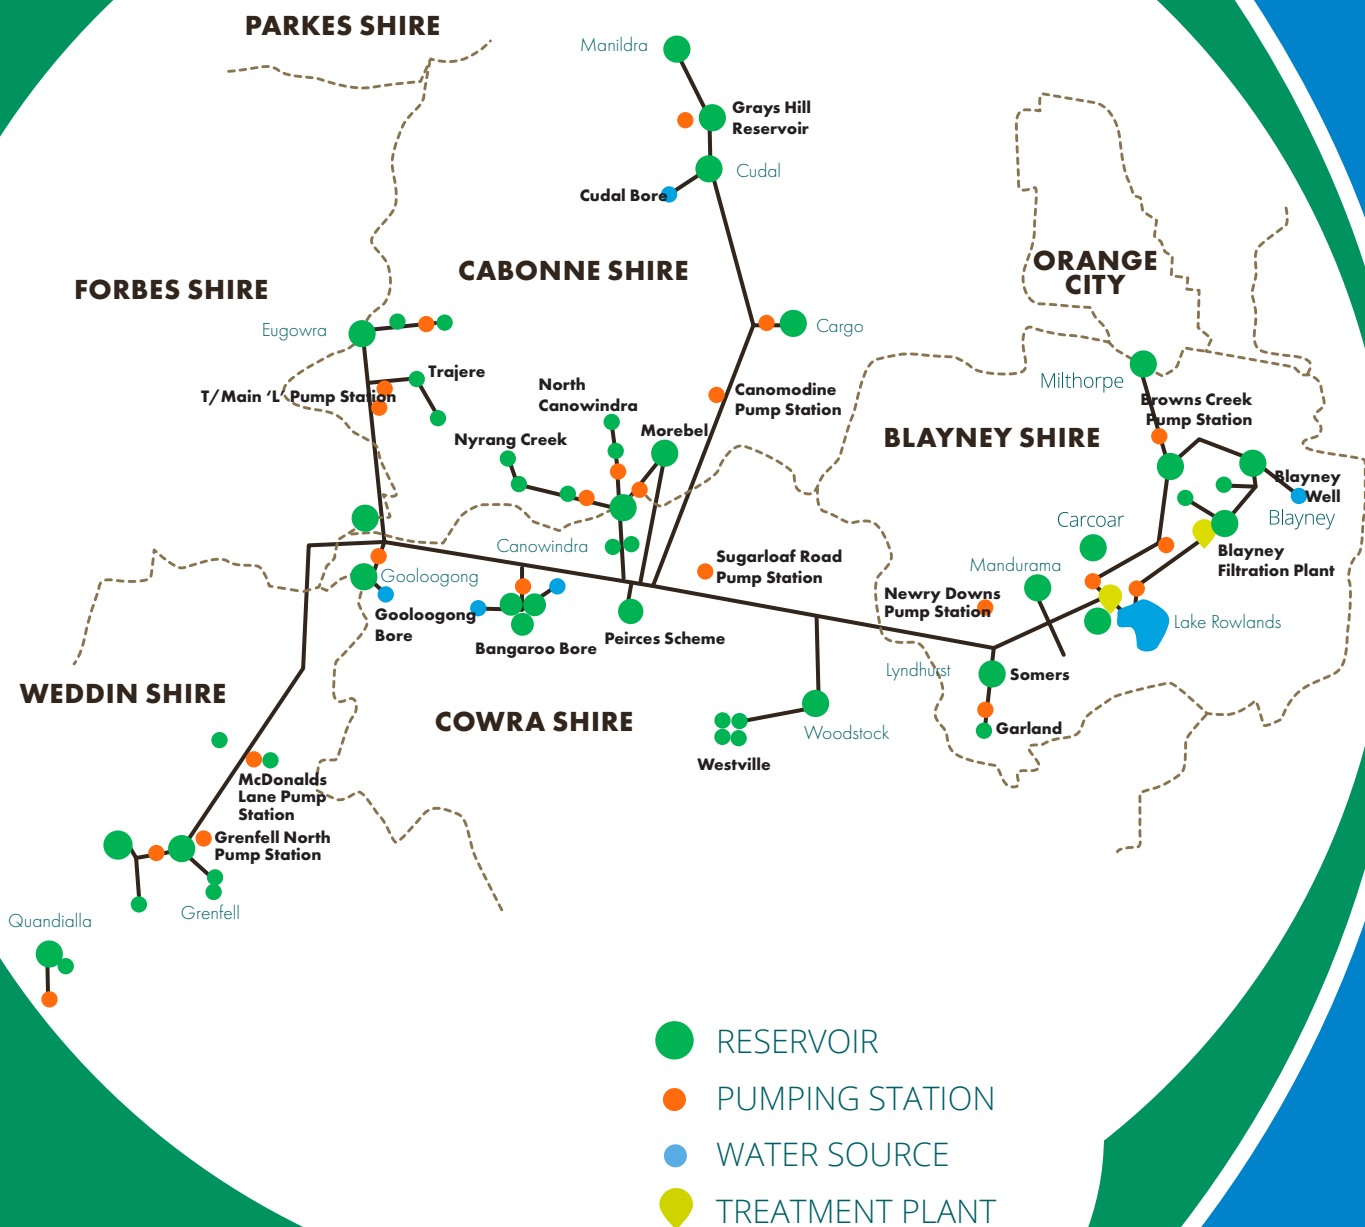 PARKES SHIRE
Manildra
Grays Hill
Reservoir
Cudal
Cudal Bore
CABONNE SHIRE
ORANGE
CITY
FORBES SHIRE
Eugowra
Cargo
Trajere
T/Main ‘L’ Pump Station
North
Canowindra
Canomodine
Pump Station
Milthorpe
Browns Creek
Pump Station
Nyrang Creek
Morebel
BLAYNEY SHIRE
Blayney
Well
Blayney
Carcoar
Canowindra
Sugarloaf Road
Pump Station
Blayney
Filtration Plant
Mandurama
Gooloogong
Newry Downs
Pump Station
Gooloogong
Bore
Lake Rowlands
Peirces Scheme
Bangaroo Bore
Lyndhurst
Somers
WEDDIN SHIRE
COWRA SHIRE
Garland
Woodstock
Westville
McDonalds
Lane Pump
Station
Grenfell North
Pump Station
Grenfell
Quandialla
RESERVOIR
PUMPING STATION
WATER SOURCE
TREATMENT PLANT